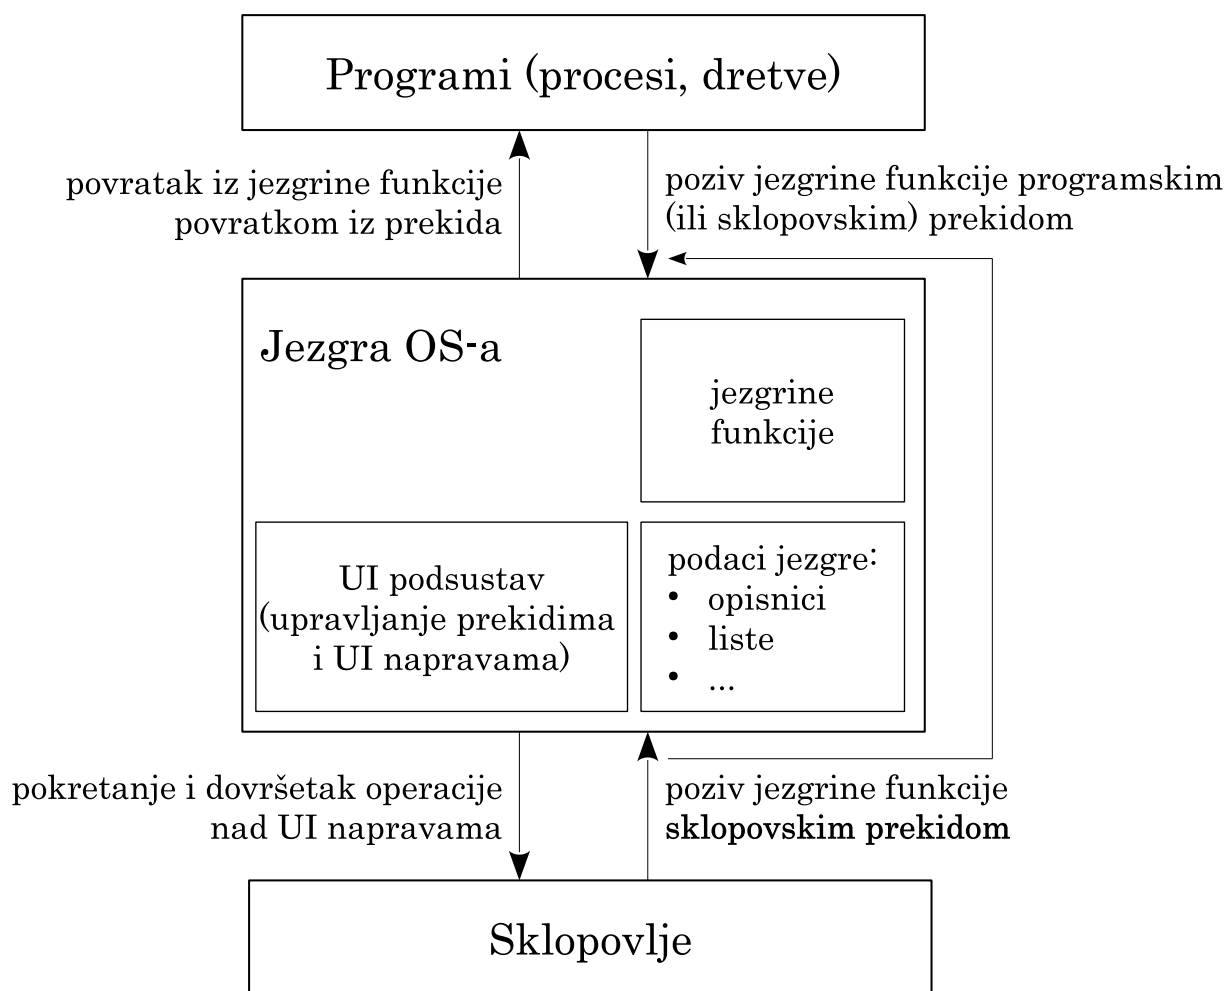 Programi (procesi, dretve)
povratak iz jezgrine funkcije
povratkom iz prekida
poziv jezgrine funkcije programskim
(ili sklopovskim) prekidom
Jezgra OS-a
jezgrine
funkcije
UI podsustav
(upravljanje prekidima
i UI napravama)
podaci jezgre:
• opisnici
• liste
• ...
pokretanje i dovršetak operacije
nad UI napravama
poziv jezgrine funkcije
sklopovskim prekidom
Sklopovlje